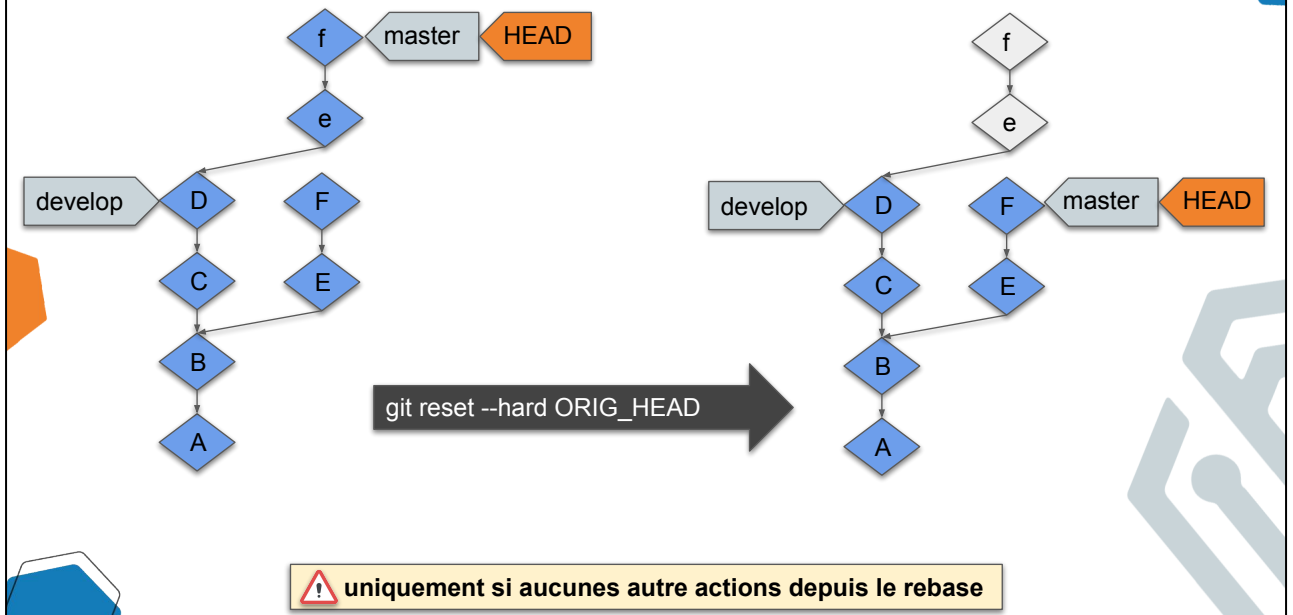 f master HEAD
e
develop D F
C E
B
A
git reset --hard ORIG_HEAD
f
e
develop D F master HEAD
C E
B
A
uniquement si aucunes autre actions depuis le rebase